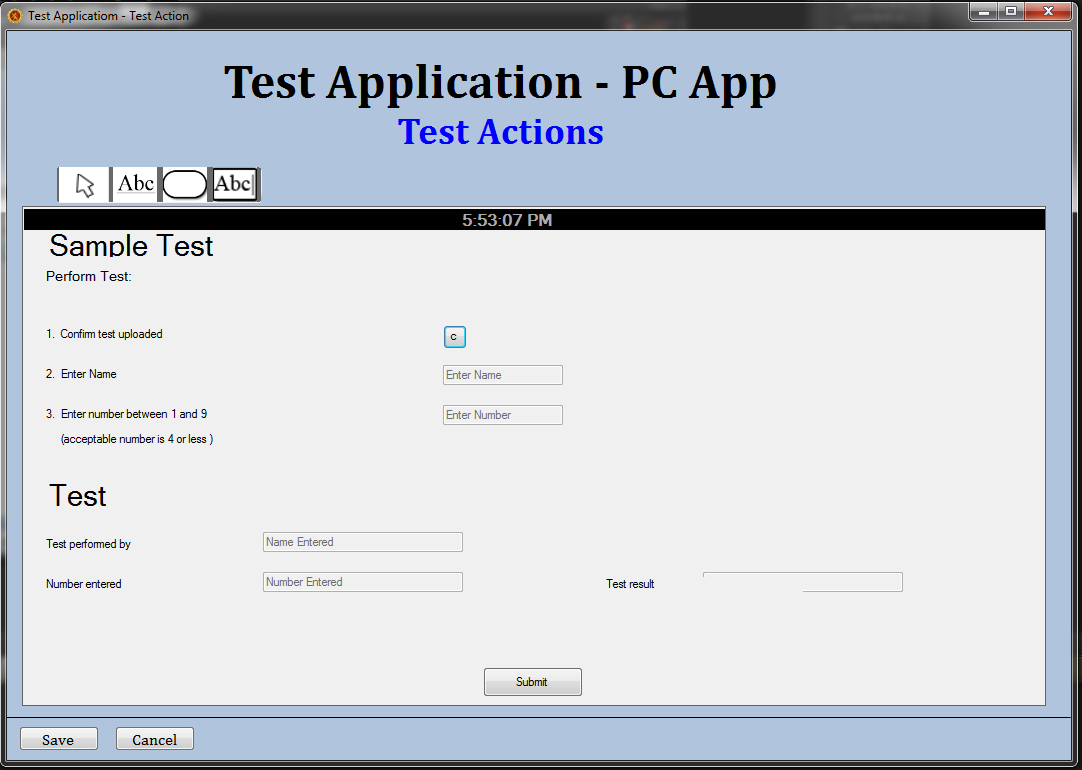 Test Applicatiom - Test Action
Test Application - PC App
Test Actions
Abc Abc
5:53:07 PM
Sample Test
Perform Test:
1. Confirm test uploaded c
2. Enter Name Enter Name
3. Enter number between 1 and 9 Enter Number
(acceptable number is 4 or less )
Test
Test performed by Name Entered
Number entered Number Entered Test result
Submit
Save Cancel